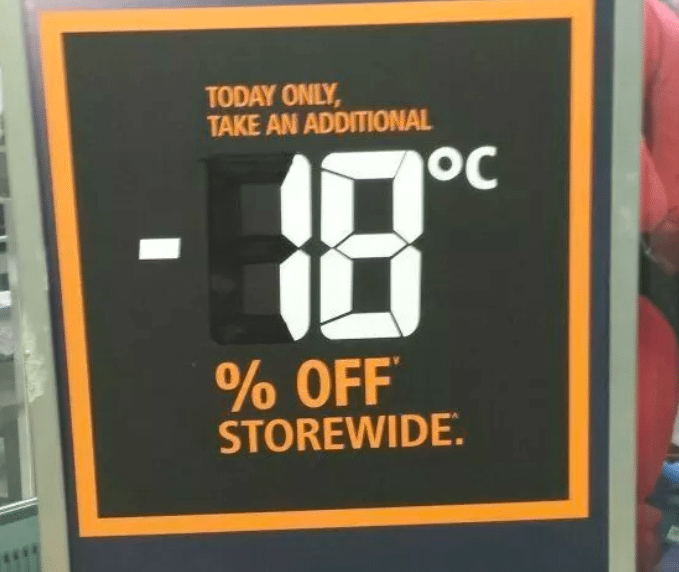 TODAY ONLY,
TAKE AN ADDITIONAL
-18°C
% OFF
STOREWIDE.^